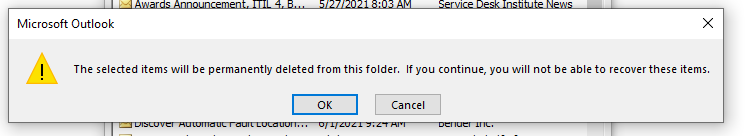 Awards Announcement, ITIL 4, B... 5/27/2021 8:03 AM Service Desk Institute News
Microsoft Outlook
The selected items will be permanently deleted from this folder. If you continue, you will not be able to recover these items.
OK Cancel
Discover Automatic Fault Location... 6/1/2021 9:24 AM Bender Inc.